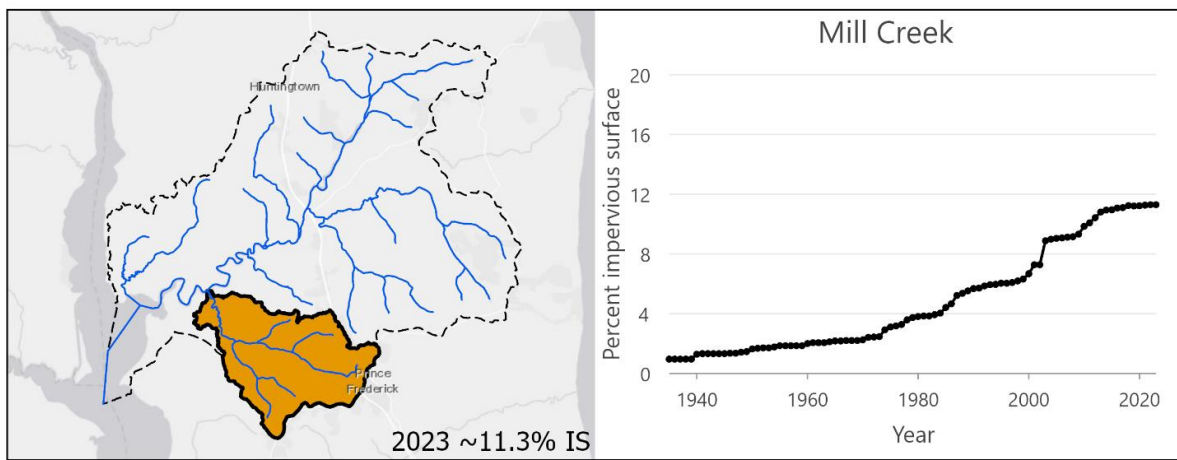 Huntingtown
Prince
Frederick
2023 ~11.3% IS
Mill Creek
Percent impervious surface
20
16
12
8
4
0
1940 1960 1980 2000 2020
Year